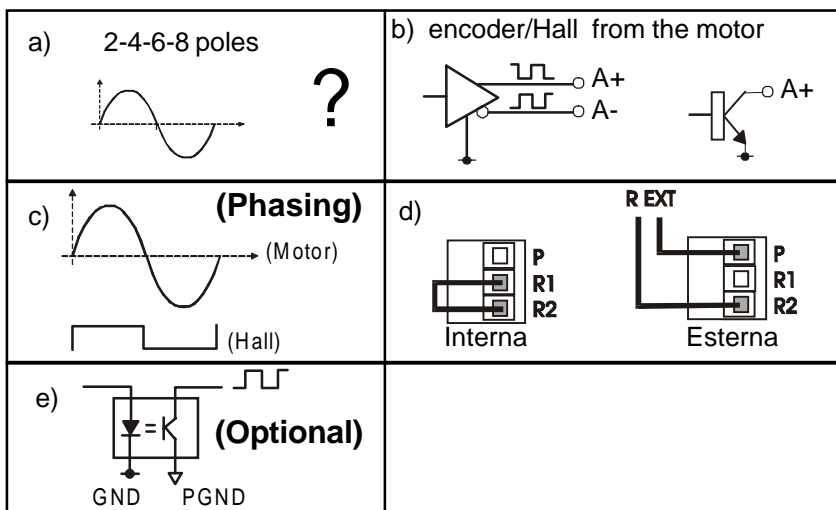 a) 2-4-6-8 poles
?
b) encoder/Hall from the motor
A+
A-
A+
c) (Phasing)
(Motor)
(Hall)
d) R EXT
P
R1
R2
Interna
P
R1
R2
Esterna
e)
(Optional)
GND PGND